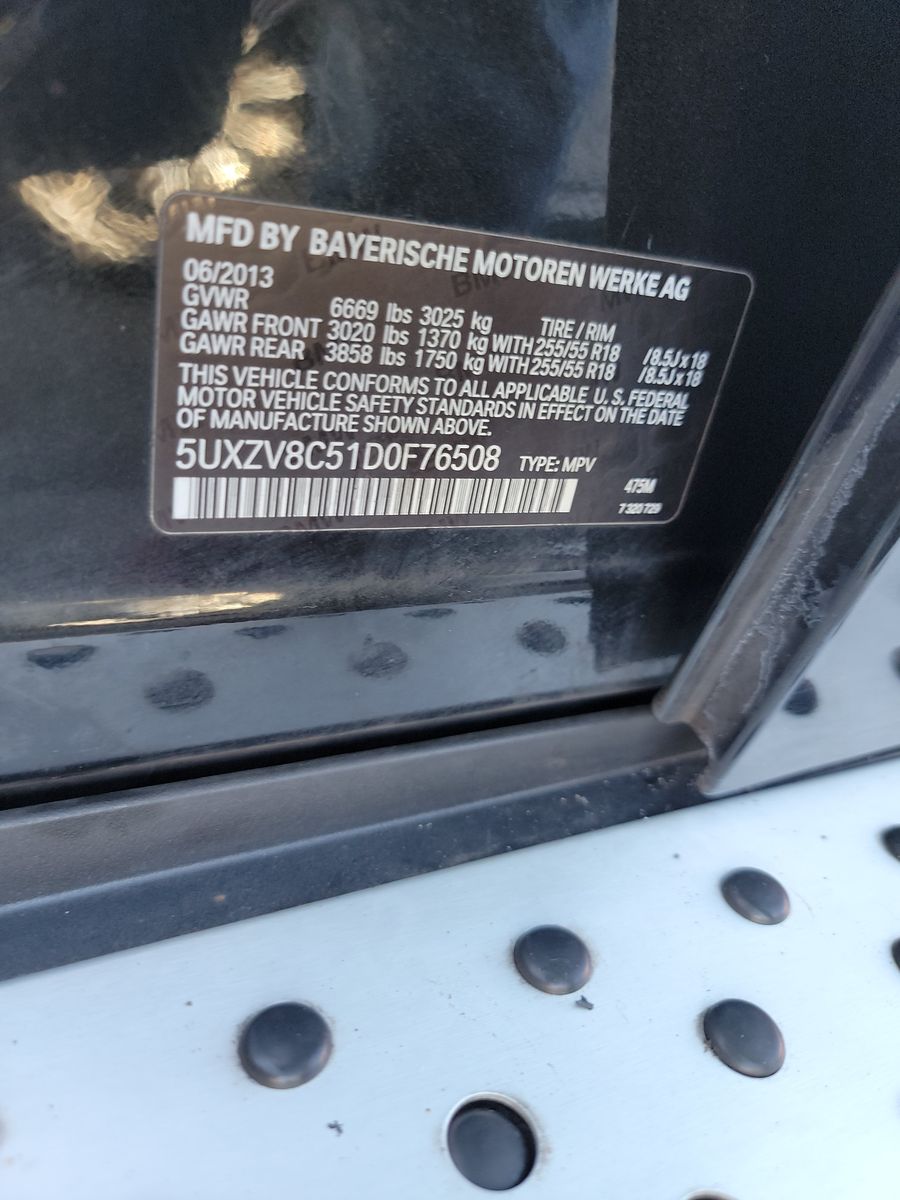 MFD BY BAYERISCHE MOTOREN WERKE AG
06/2013
GVWR 6669 lbs 3025 kg TIRE / RIM
GAWR FRONT 3020 lbs 1370 kg WITH 255/55 R18 /8.5J x 18
GAWR REAR 3858 lbs 1750 kg WITH 255/55 R18 /8.5J x 18
THIS VEHICLE CONFORMS TO ALL APPLICABLE U.S. FEDERAL
MOTOR VEHICLE SAFETY STANDARDS IN EFFECT ON THE DATE
OF MANUFACTURE SHOWN ABOVE.
5UXZV8C51D0F76508 TYPE: MPV
475M
7 320 729